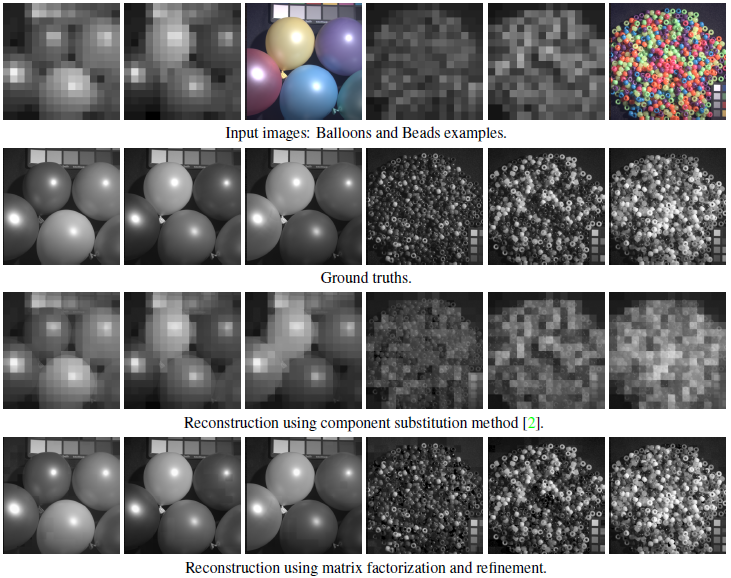 Input images: Balloons and Beads examples.
Ground truths.
Reconstruction using component substitution method [2].
Reconstruction using matrix factorization and refinement.